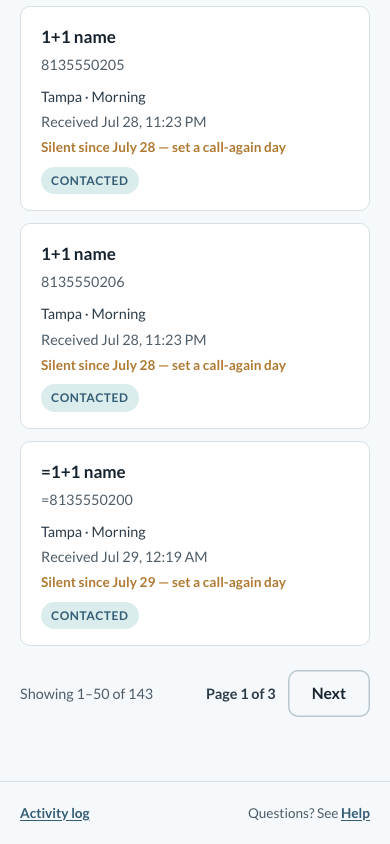 1+1 name
8135550205
Tampa · Morning
Received Jul 28, 11:23 PM
Silent since July 28 — set a call-again day
CONTACTED
1+1 name
8135550206
Tampa · Morning
Received Jul 28, 11:23 PM
Silent since July 28 — set a call-again day
CONTACTED
=1+1 name
=8135550200
Tampa · Morning
Received Jul 29, 12:19 AM
Silent since July 29 — set a call-again day
CONTACTED
Showing 1–50 of 143 Page 1 of 3 Next
Activity log Questions? See Help